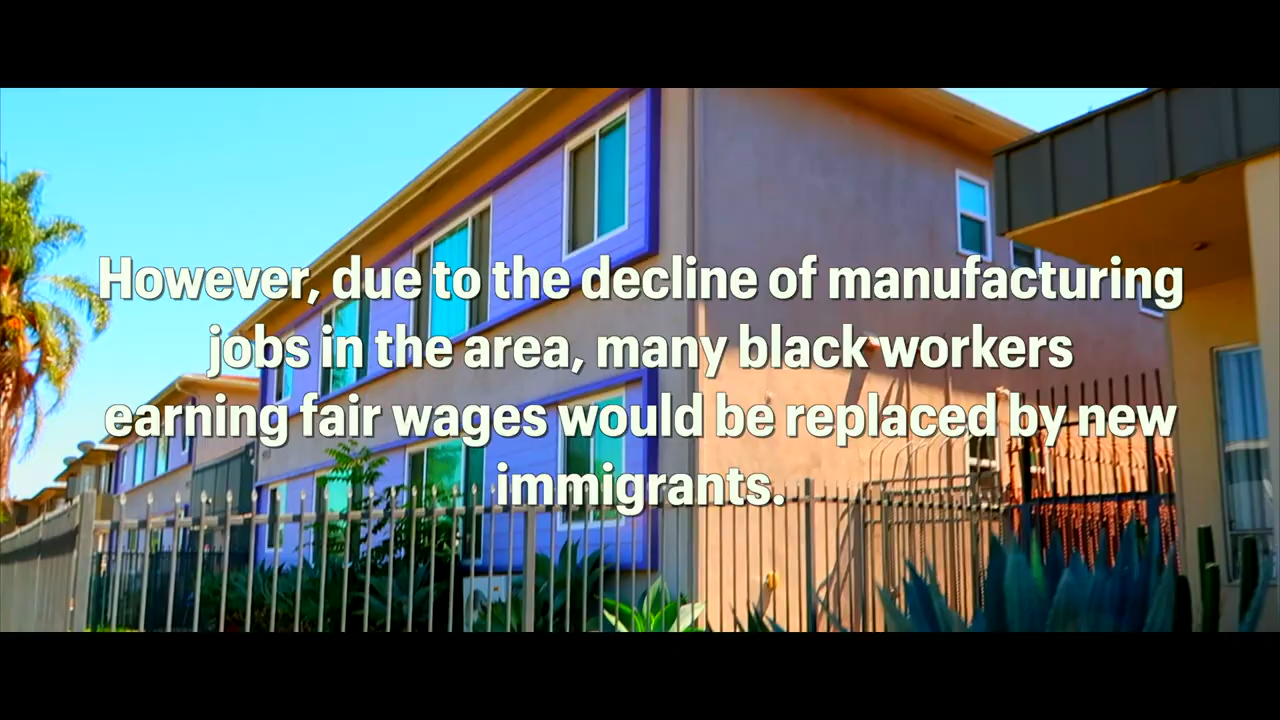 However, due to the decline of manufacturing
jobs in the area, many black workers
earning fair wages would be replaced by new
immigrants.